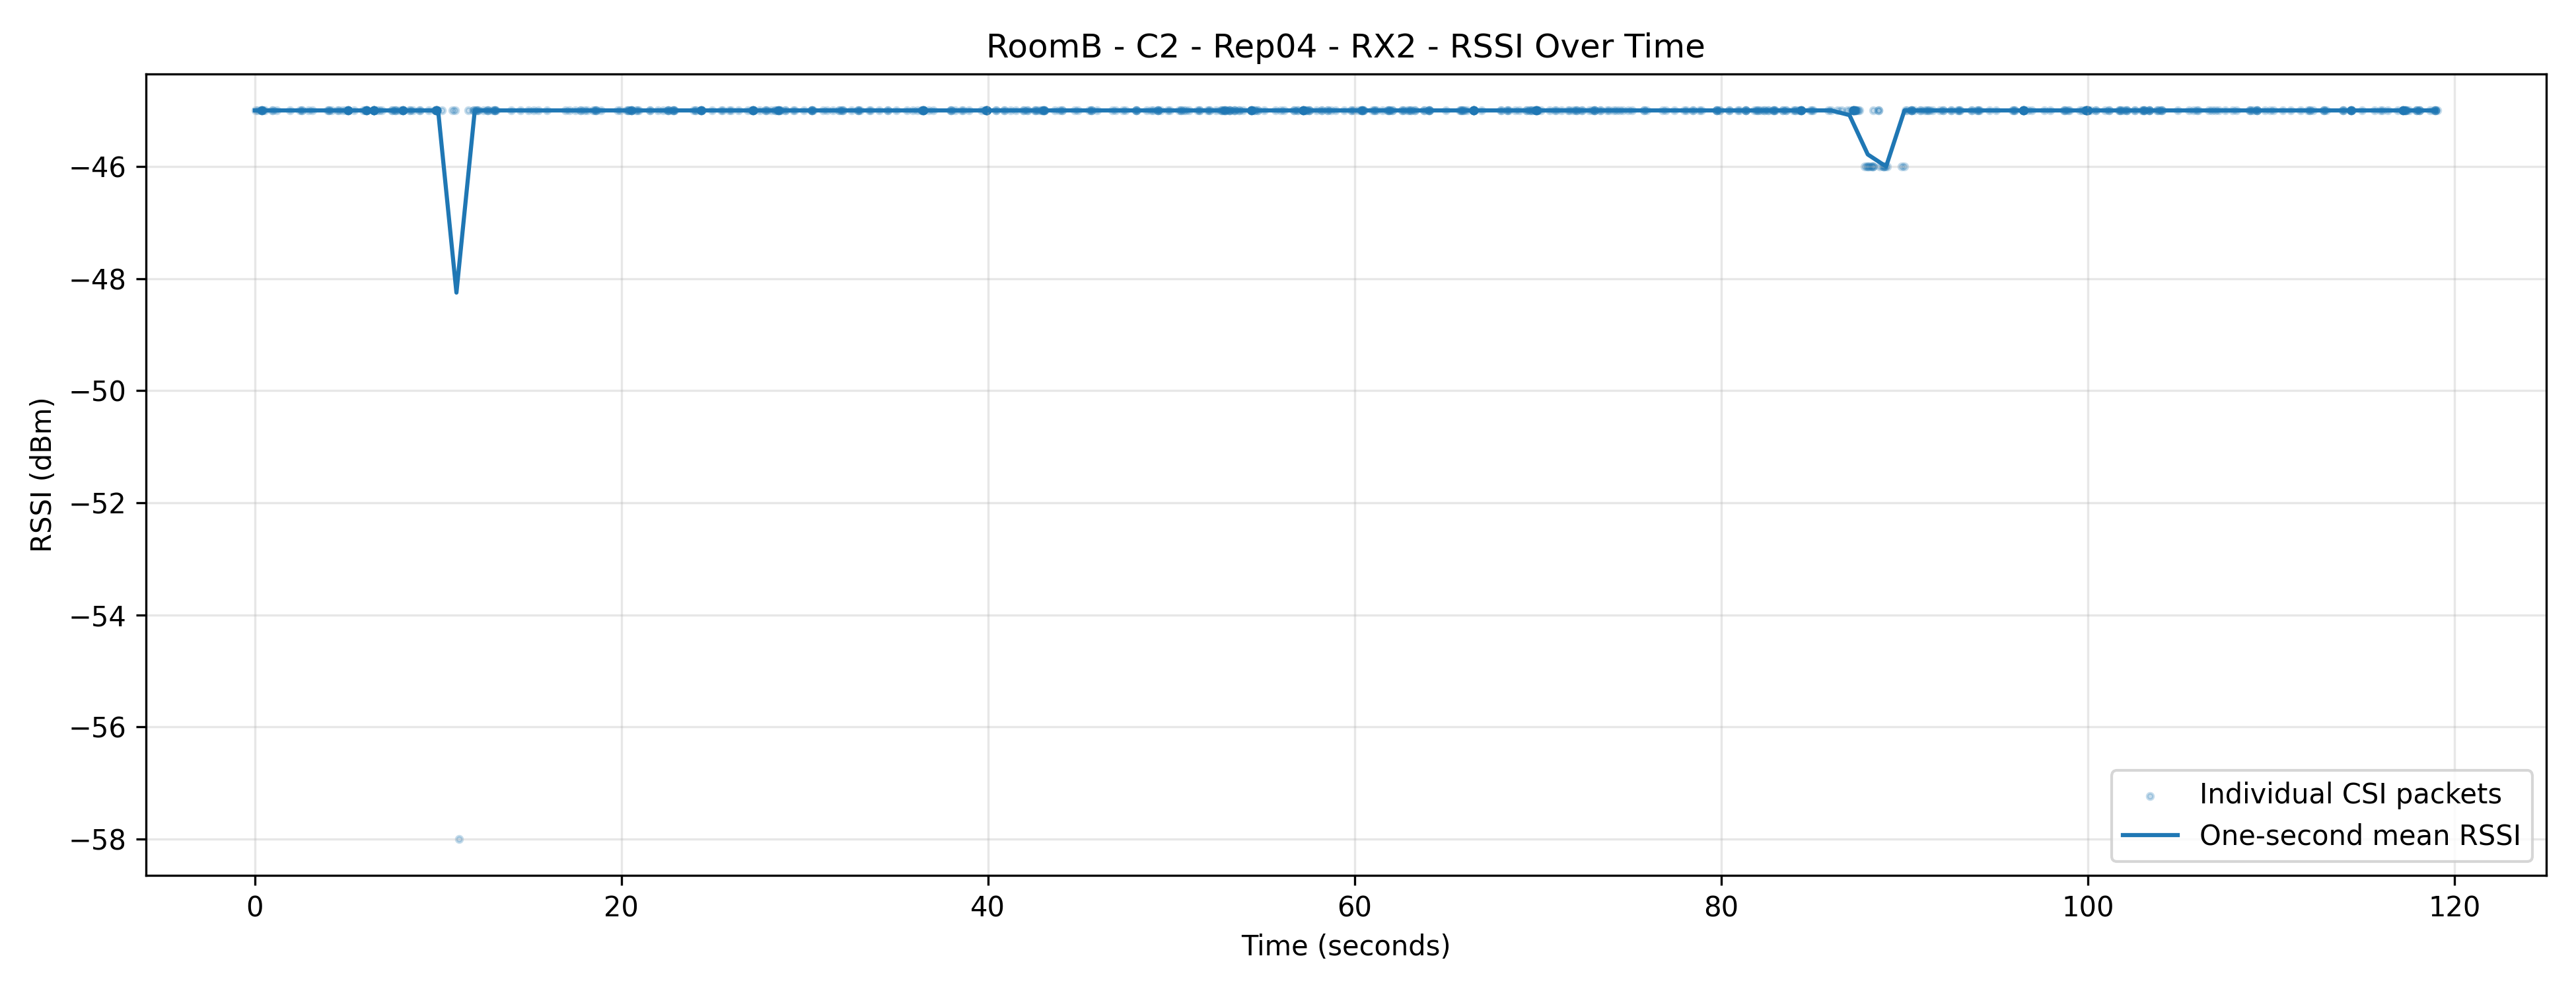 RoomB - C2 - Rep04 - RX2 - RSSI Over Time
RSSI (dBm)
−46
−48
−50
−52
−54
−56
−58
0 20 40 60 80 100 120
Time (seconds)
Individual CSI packets
One-second mean RSSI